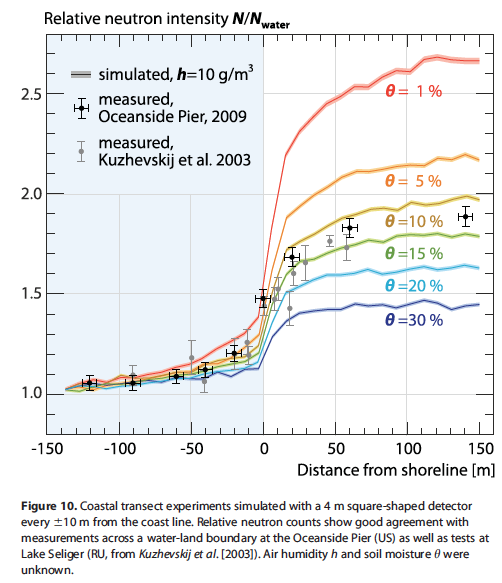 Relative neutron intensity N/Nwater
simulated, h=10 g/m³
measured,
Oceanside Pier, 2009
measured,
Kuzhevskij et al. 2003
θ = 1 %
θ = 5 %
θ =10 %
θ =15 %
θ =20 %
θ =30 %
2.5
2.0
1.5
1.0
-150 -100 -50 0 50 100 150
Distance from shoreline [m]
Figure 10. Coastal transect experiments simulated with a 4 m square-shaped detector
every ±10 m from the coast line. Relative neutron counts show good agreement with
measurements across a water-land boundary at the Oceanside Pier (US) as well as tests at
Lake Seliger (RU, from Kuzhevskij et al. [2003]). Air humidity h and soil moisture θ were
unknown.